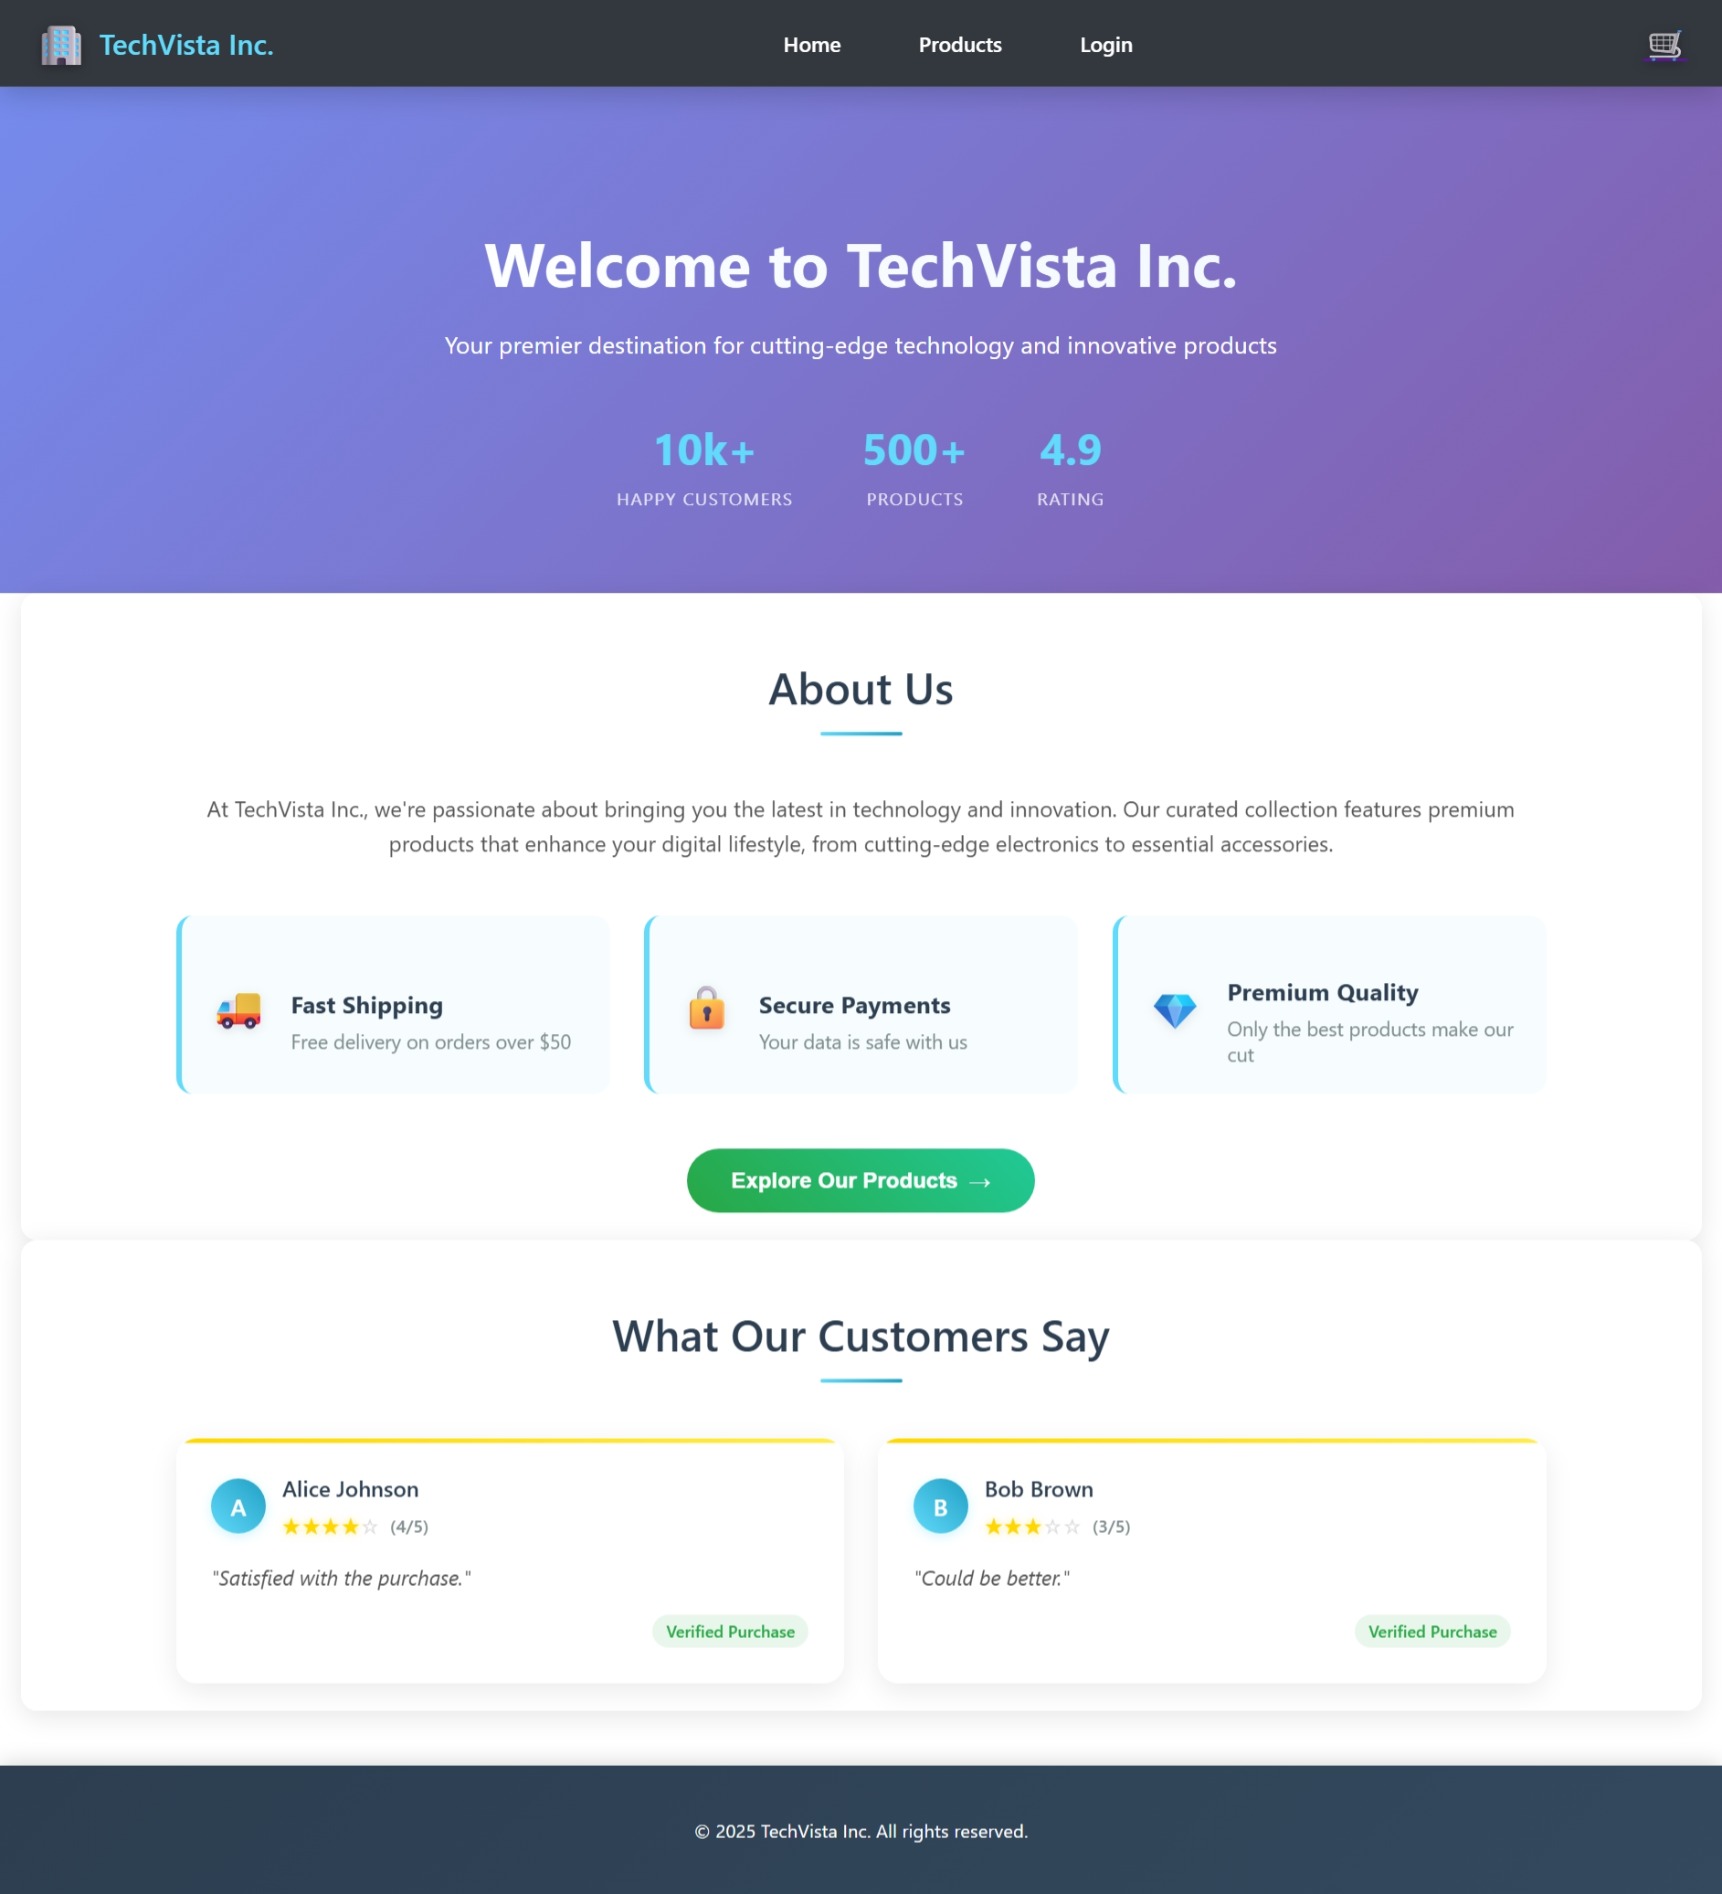 TechVista Inc.
Home
Products
Login
Welcome to TechVista Inc.
Your premier destination for cutting-edge technology and innovative products
10k+
HAPPY CUSTOMERS
500+
PRODUCTS
4.9
RATING
About Us
At TechVista Inc., we're passionate about bringing you the latest in technology and innovation. Our curated collection features premium
products that enhance your digital lifestyle, from cutting-edge electronics to essential accessories.
Fast Shipping
Free delivery on orders over $50
Secure Payments
Your data is safe with us
Premium Quality
Only the best products make our
cut
Explore Our Products →
What Our Customers Say
A
Alice Johnson
★★★★☆ (4/5)
"Satisfied with the purchase."
Verified Purchase
B
Bob Brown
★★★☆☆ (3/5)
"Could be better."
Verified Purchase
© 2025 TechVista Inc. All rights reserved.